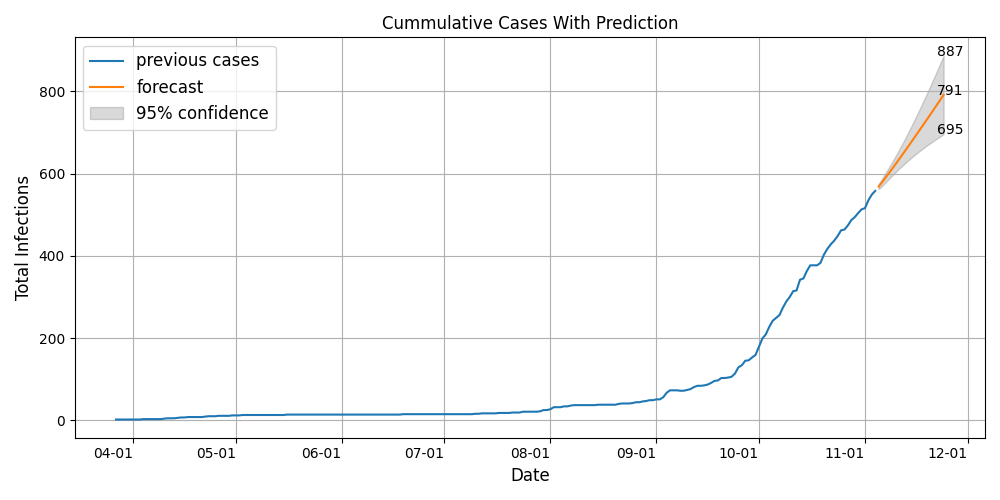 Cummulative Cases With Prediction
previous cases
forecast
95% confidence
887
791
695
800
600
400
200
0
Total Infections
04-01 05-01 06-01 07-01 08-01 09-01 10-01 11-01 12-01
Date